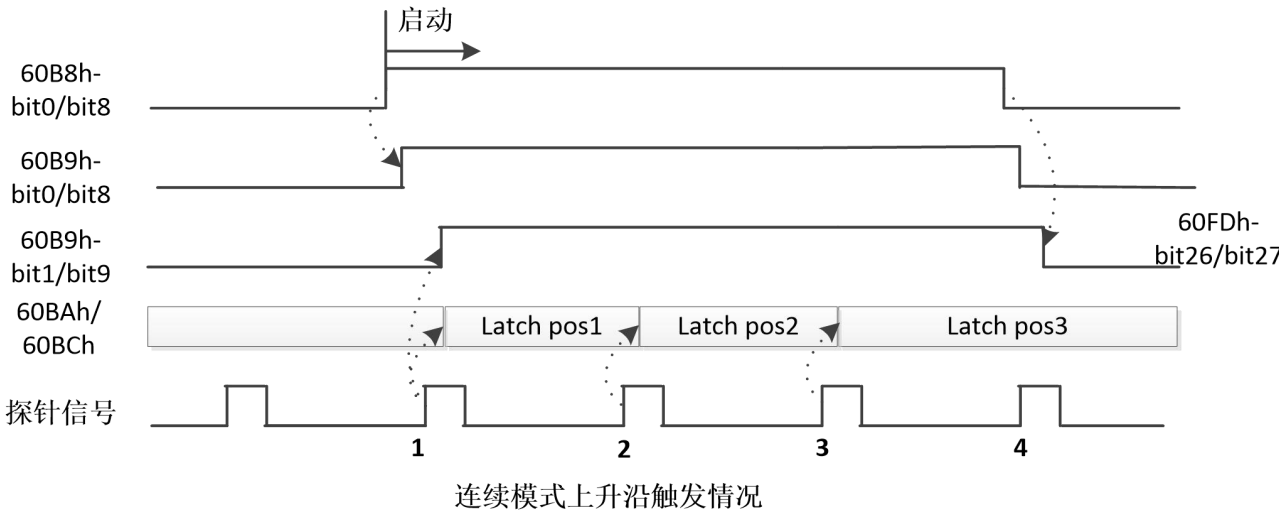 启动
60B8h-
bit0/bit8
60B9h-
bit0/bit8
60B9h-
bit1/bit9
60FDh-
bit26/bit27
60BAh/
60BCh
Latch pos1
Latch pos2
Latch pos3
探针信号
1
2
3
4
连续模式上升沿触发情况